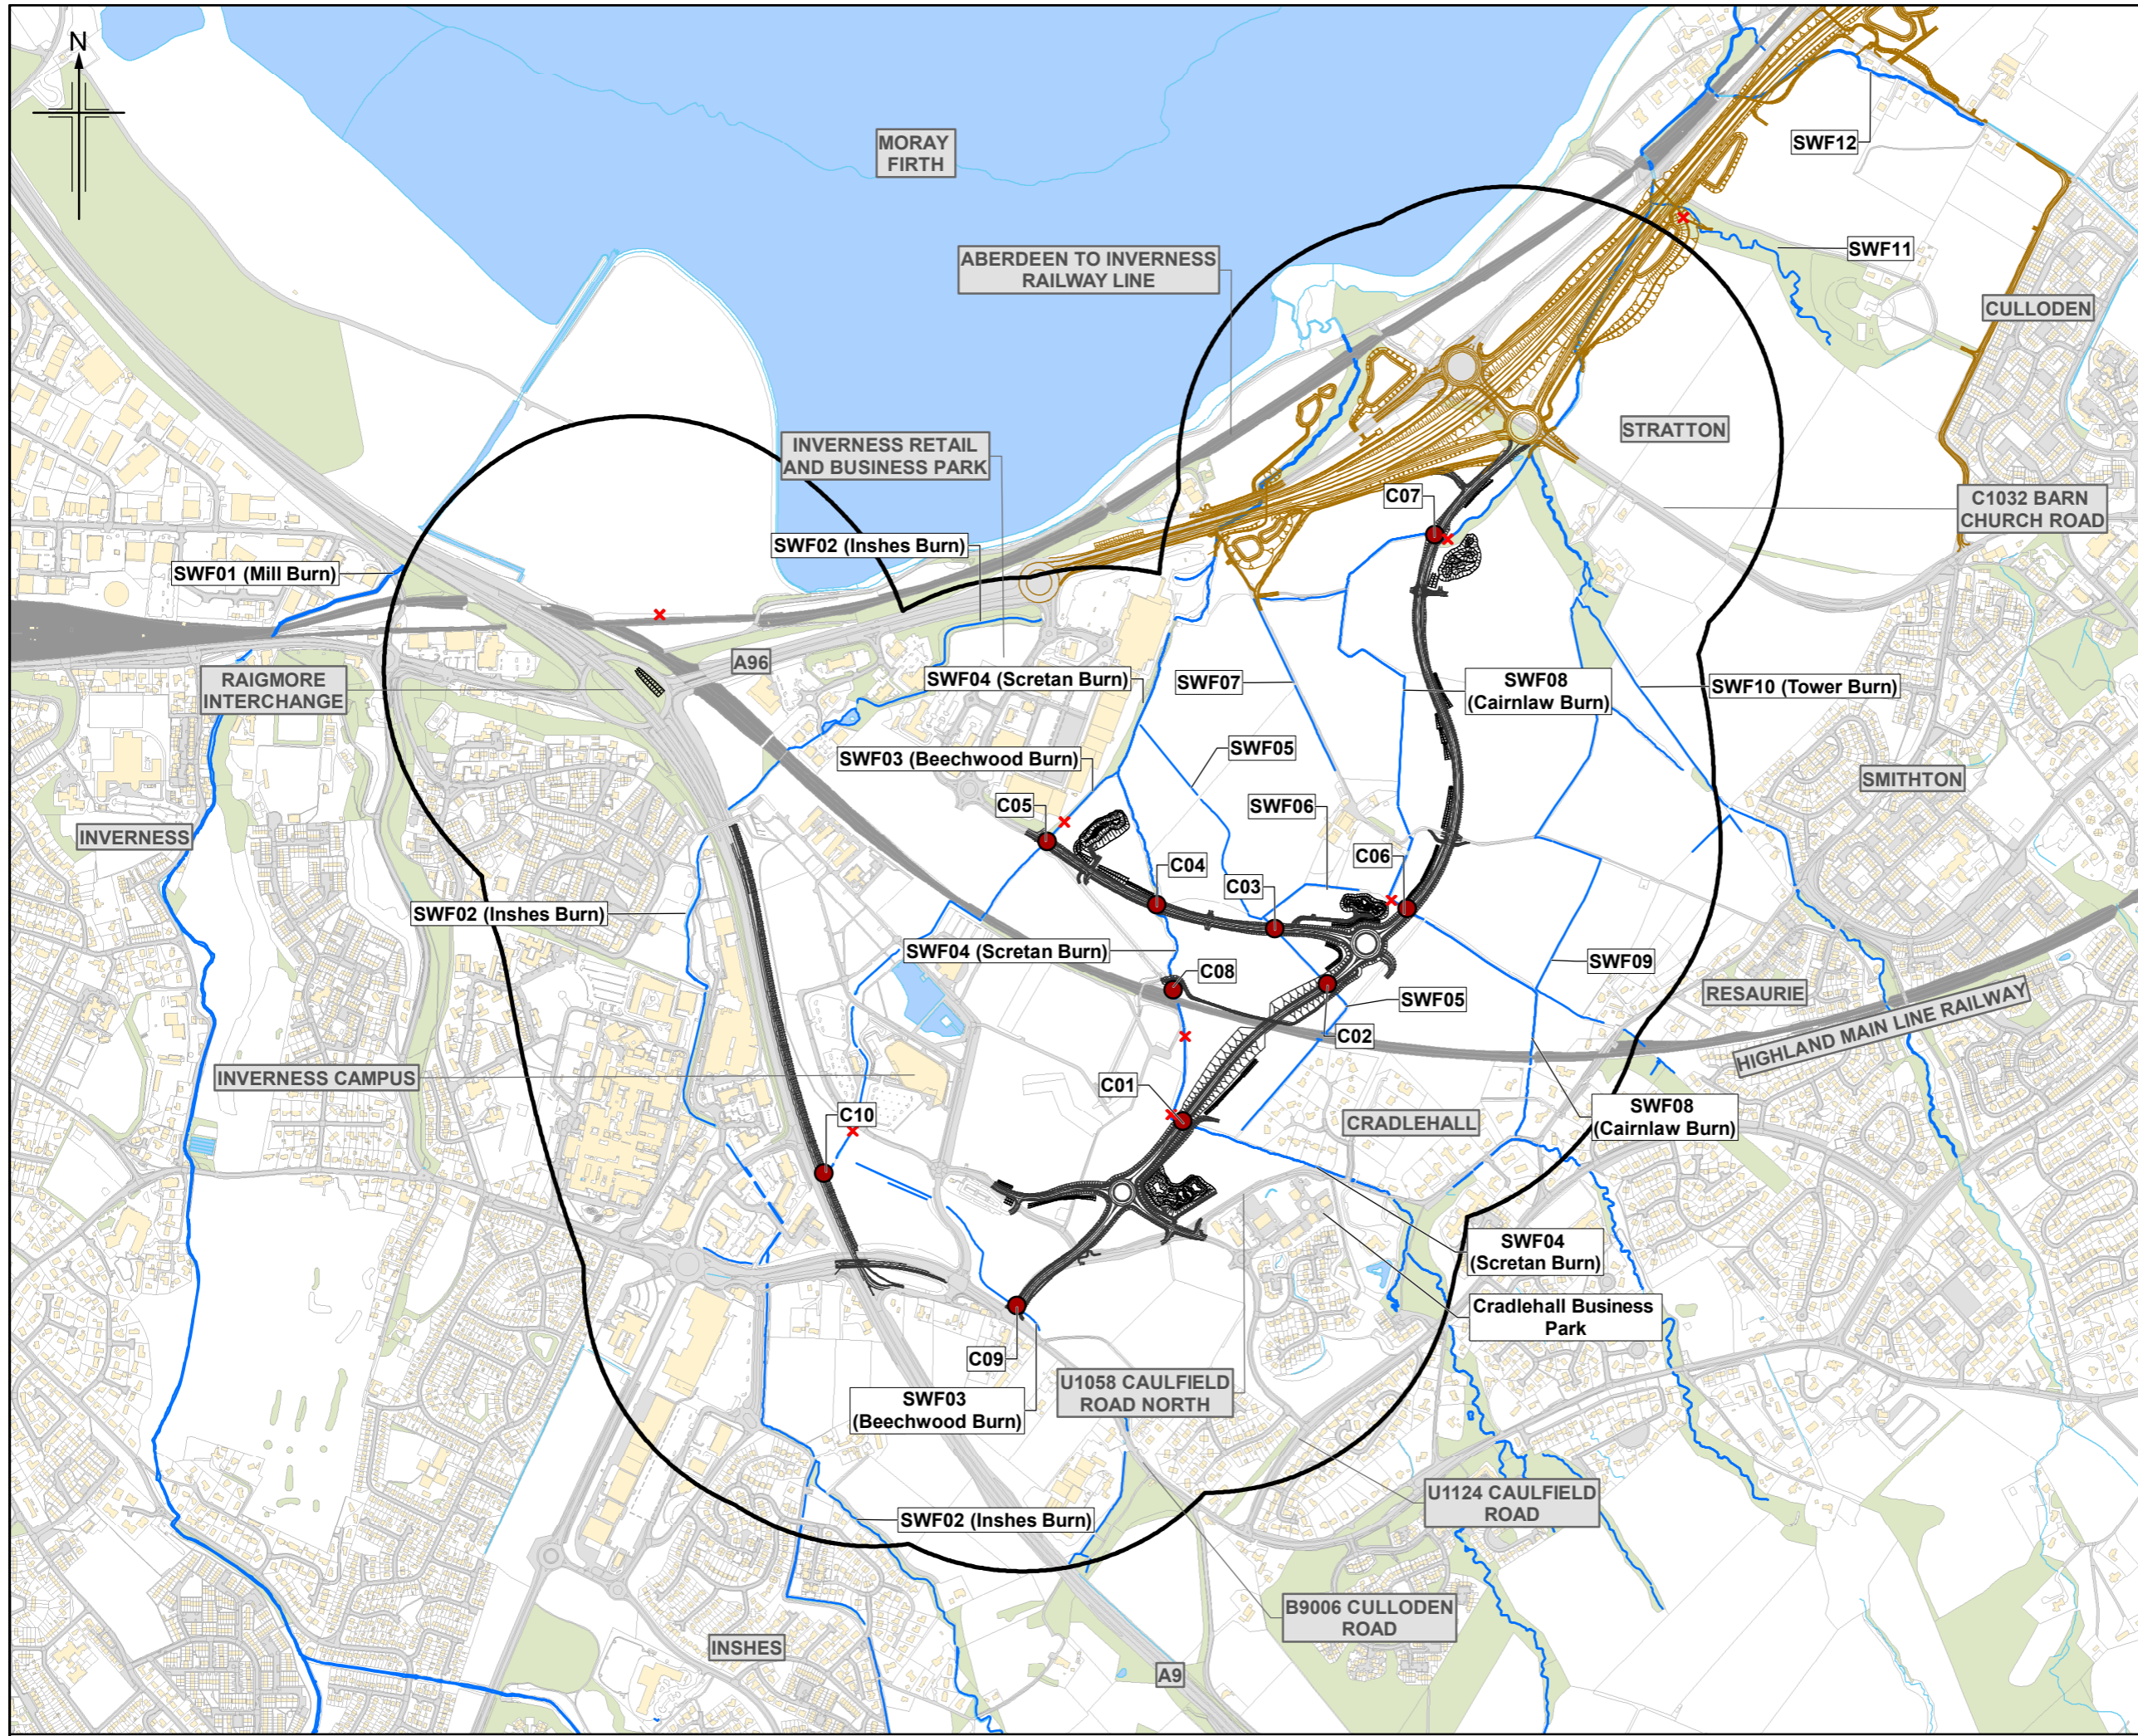 N
MORAY
FIRTH
SWF12
ABERDEEN TO INVERNESS
RAILWAY LINE
SWF11
CULLODEN
INVERNESS RETAIL
AND BUSINESS PARK
STRATTON
C07
C1032 BARN
CHURCH ROAD
SWF02 (Inshes Burn)
SWF01 (Mill Burn)
A96
RAIGMORE
INTERCHANGE
SWF04 (Scretan Burn)
SWF07
SWF08
(Cairnlaw Burn)
SWF10 (Tower Burn)
SWF05
SWF03 (Beechwood Burn)
SMITHTON
C05
SWF06
INVERNESS
C06
C04
C03
SWF02 (Inshes Burn)
SWF04 (Scretan Burn)
SWF09
C08
RESAURIE
SWF05
HIGHLAND MAIN LINE RAILWAY
C02
INVERNESS CAMPUS
C01
C10
CRADLEHALL
SWF08
(Cairnlaw Burn)
SWF04
(Scretan Burn)
Cradlehall Business
Park
C09
U1058 CAULFIELD
ROAD NORTH
SWF03
(Beechwood Burn)
U1124 CAULFIELD
ROAD
SWF02 (Inshes Burn)
B9006 CULLODEN
ROAD
INSHES
A9